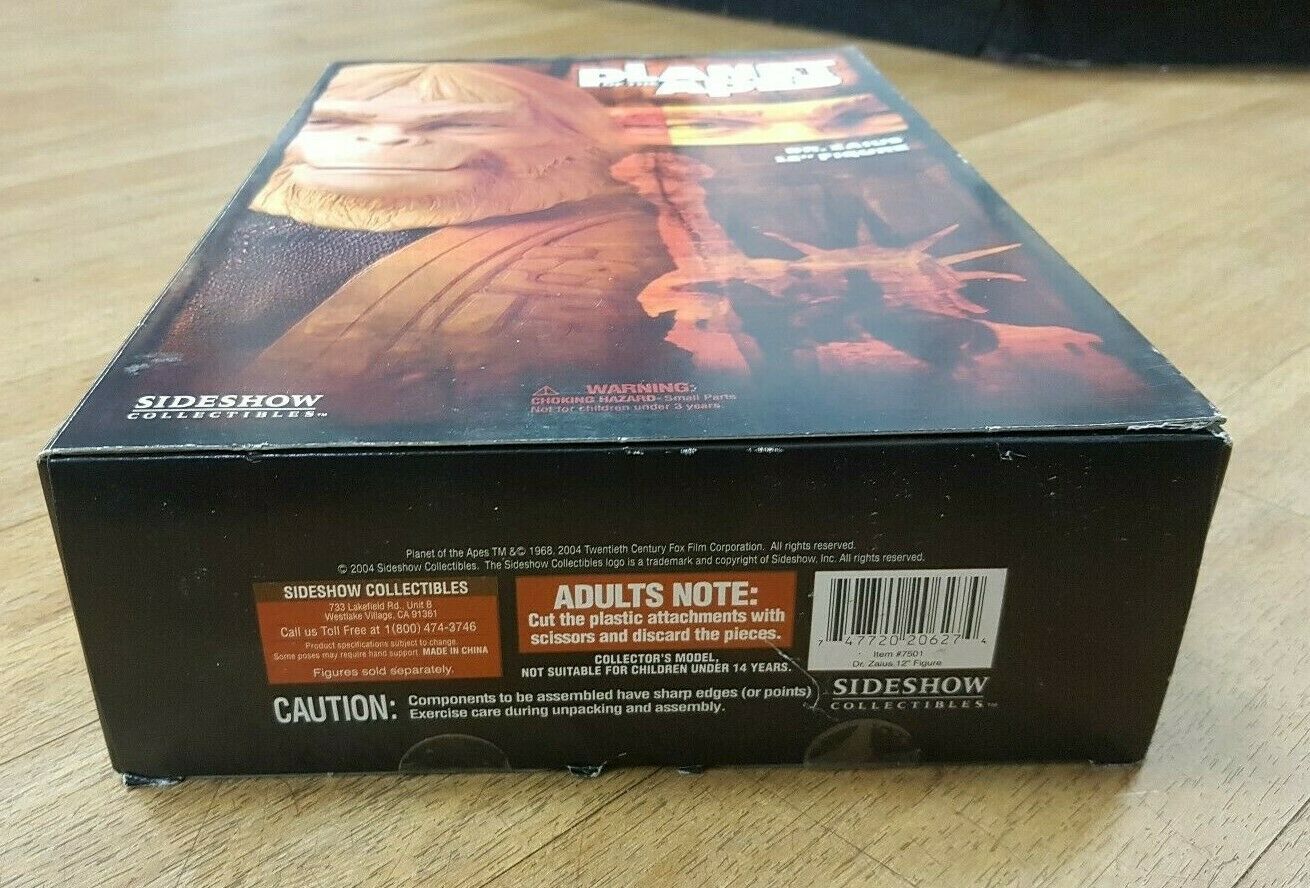 PLANET
OF THE APES
DR. ZAIUS
12" FIGURE
SIDESHOW
COLLECTIBLES™
⚠ WARNING:
CHOKING HAZARD- Small Parts
Not for children under 3 years.
Planet of the Apes TM &© 1968, 2004 Twentieth Century Fox Film Corporation. All rights reserved.
© 2004 Sideshow Collectibles. The Sideshow Collectibles logo is a trademark and copyright of Sideshow, Inc. All rights reserved.
SIDESHOW COLLECTIBLES
733 Lakefield Rd., Unit B
Westlake Village, CA 91361
Call us Toll Free at 1(800) 474-3746
Product specifications subject to change.
Some poses may require hand support. MADE IN CHINA
Figures sold separately.
ADULTS NOTE:
Cut the plastic attachments with
scissors and discard the pieces.
COLLECTOR'S MODEL,
NOT SUITABLE FOR CHILDREN UNDER 14 YEARS.
7 47720 20627 4
Item #7501
Dr. Zaius 12" Figure
CAUTION: Components to be assembled have sharp edges (or points)
Exercise care during unpacking and assembly.
SIDESHOW
COLLECTIBLES™